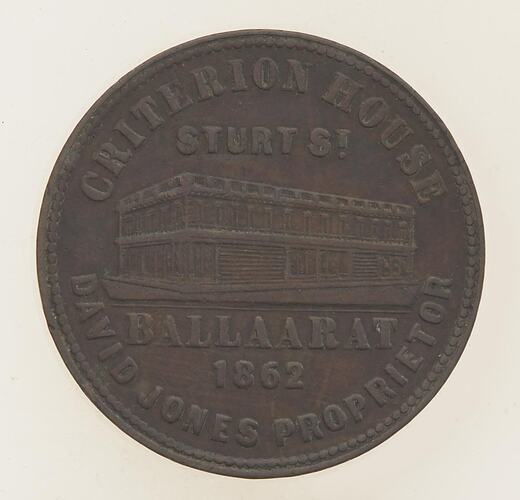 CRITERION HOUSE
STURT ST
BALLAARAT
1862
DAVID JONES PROPRIETOR